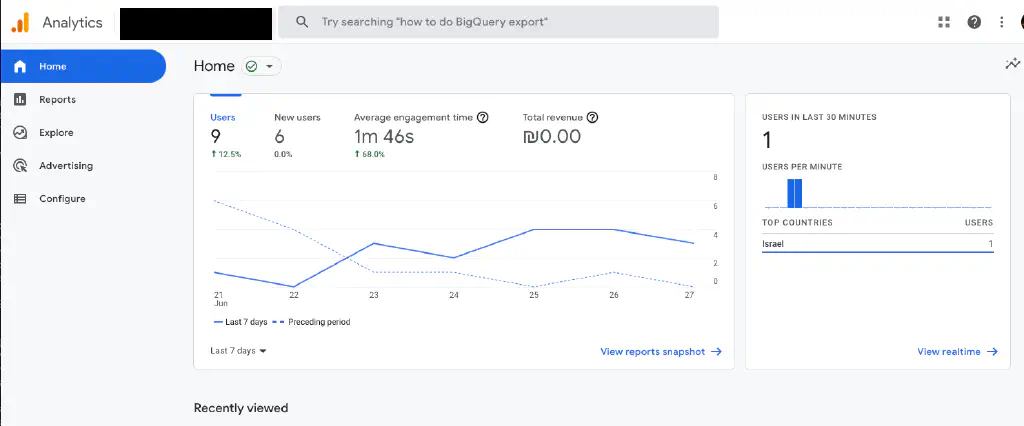 Analytics
Try searching "how to do BigQuery export"
Home
Reports
Explore
Advertising
Configure
Home
Users
9
↑ 12.5%
New users
6
0.0%
Average engagement time
1m 46s
↑ 68.0%
Total revenue
₪0.00
8
6
4
2
0
21
Jun
22
23
24
25
26
27
Last 7 days
Preceding period
Last 7 days
View reports snapshot
USERS IN LAST 30 MINUTES
1
USERS PER MINUTE
TOP COUNTRIES USERS
Israel 1
View realtime
Recently viewed